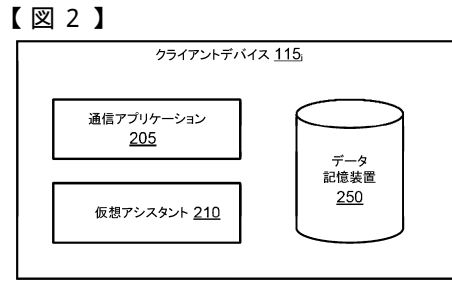 【図２】
クライアントデバイス 115i
通信アプリケーション
205
仮想アシスタント 210
データ
記憶装置
250